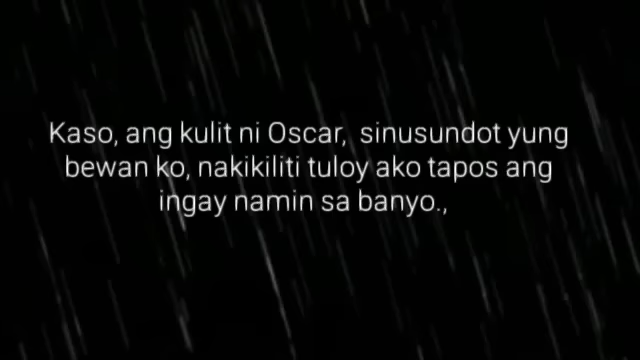 Kaso, ang kulit ni Oscar, sinusundot yung
bewan ko, nakikiliti tuloy ako tapos ang
ingay namin sa banyo.,